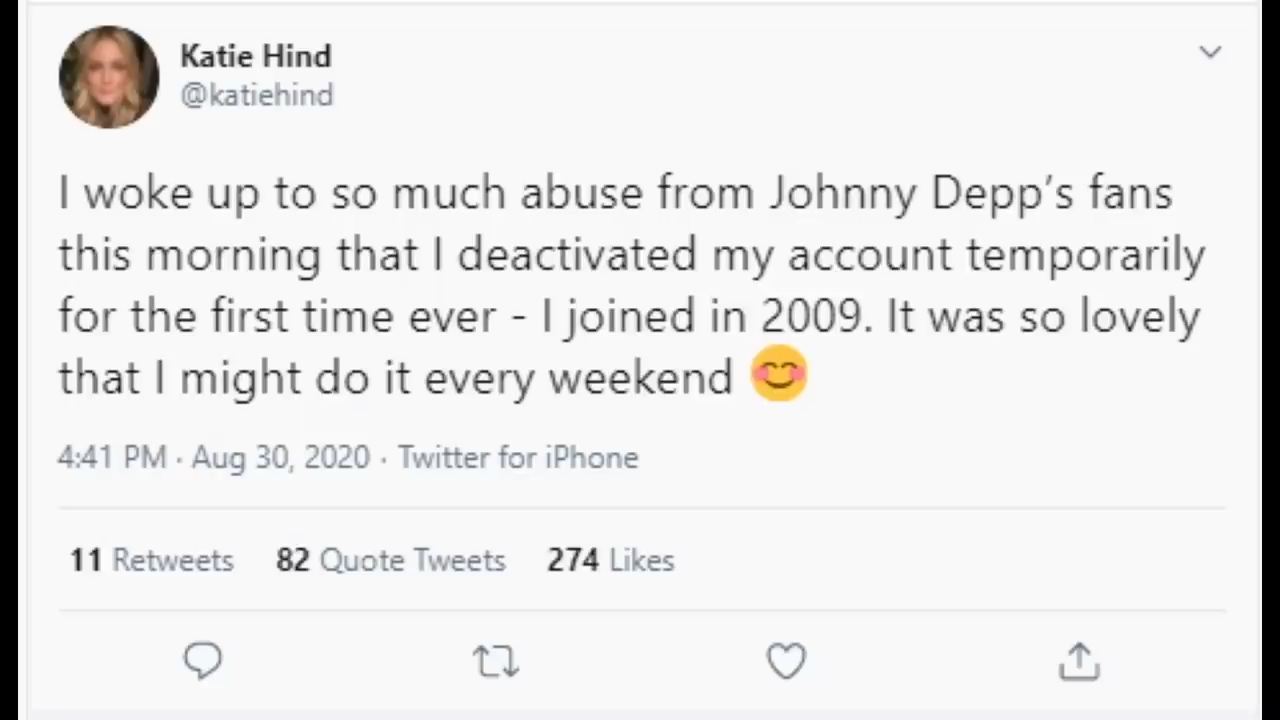 Katie Hind
@katiehind
I woke up to so much abuse from Johnny Depp’s fans
this morning that I deactivated my account temporarily
for the first time ever - I joined in 2009. It was so lovely
that I might do it every weekend 😊
4:41 PM · Aug 30, 2020 · Twitter for iPhone
11 Retweets 82 Quote Tweets 274 Likes